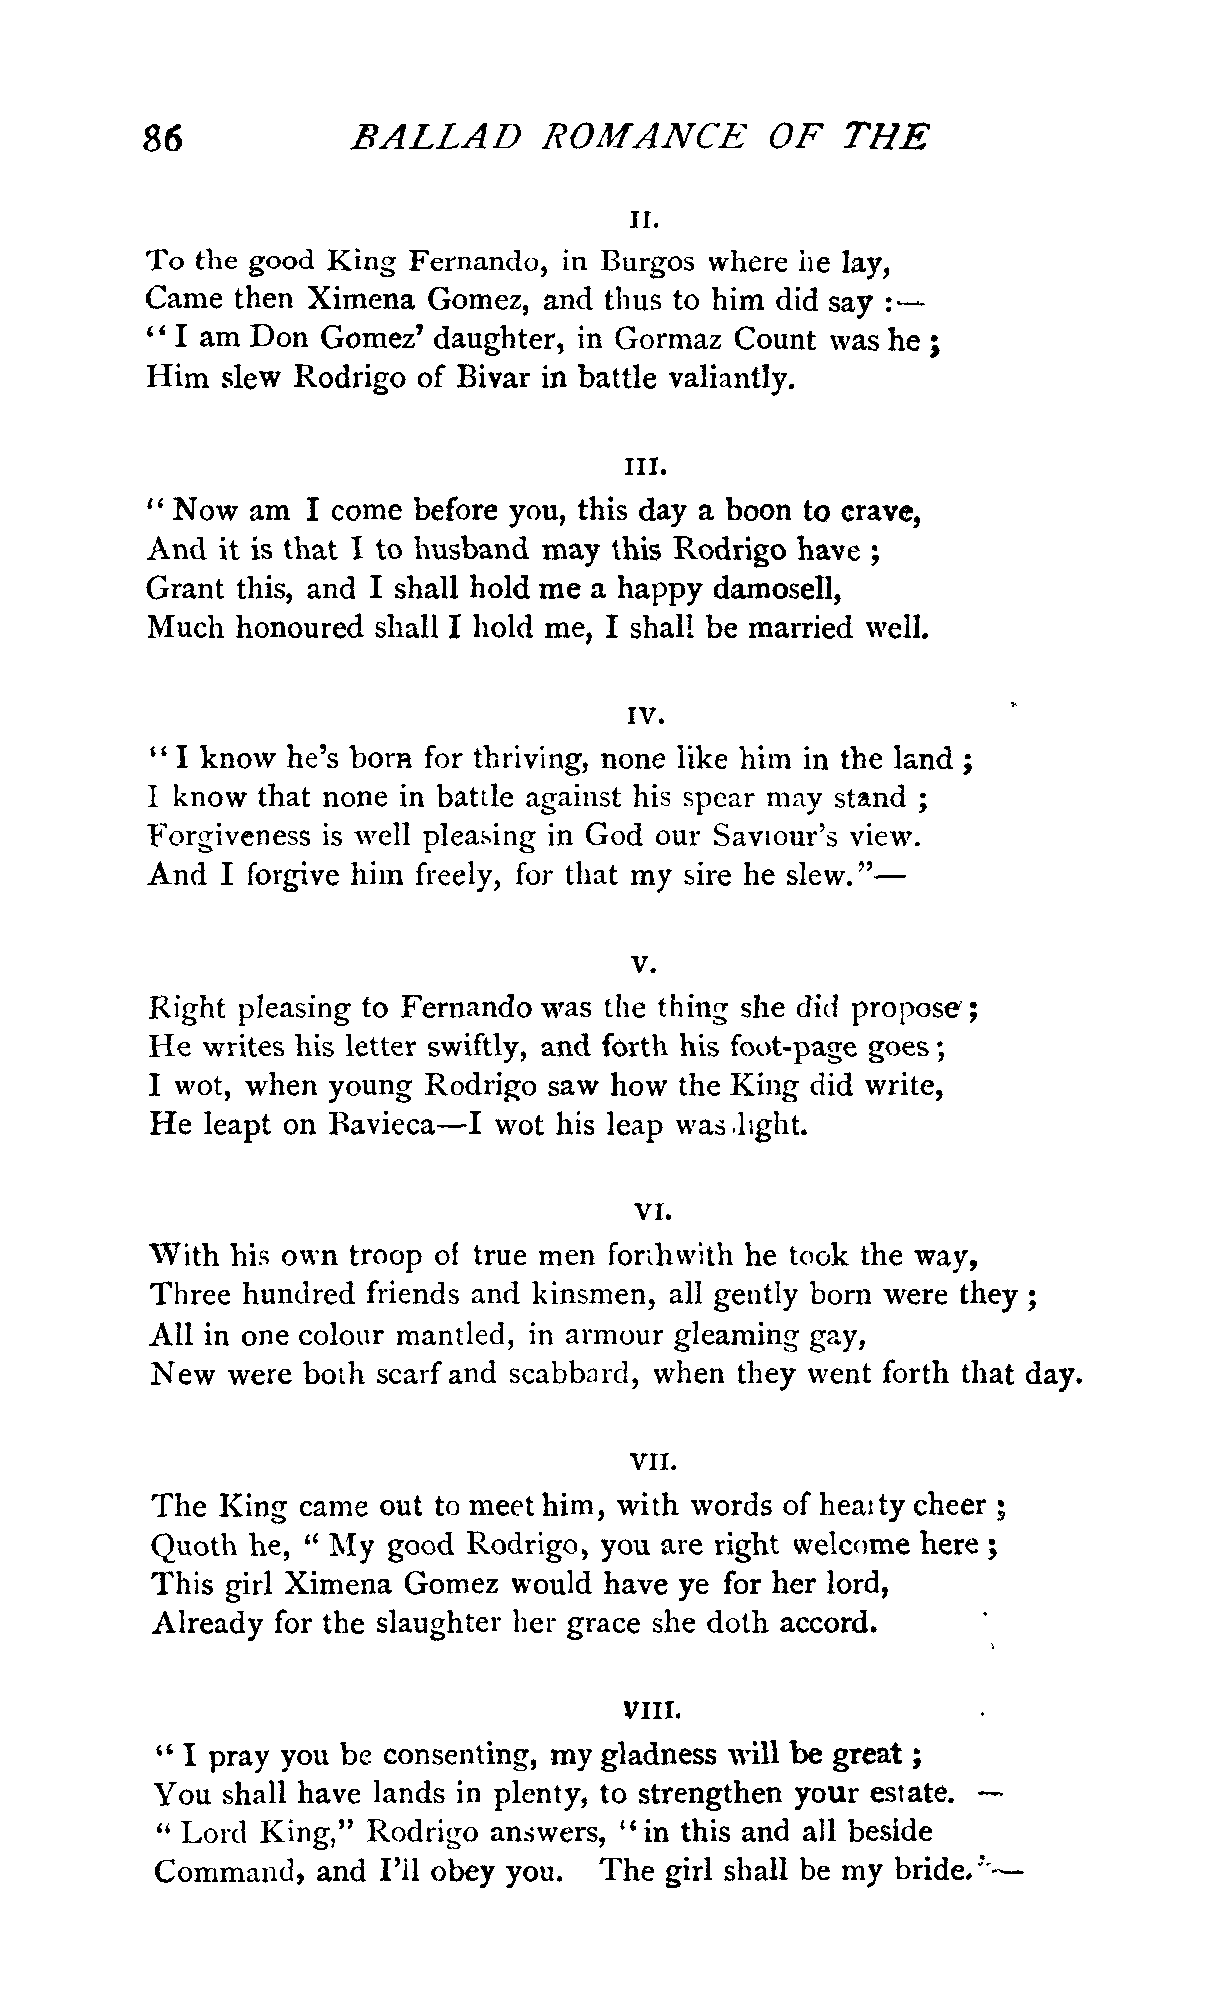 86 BALLAD ROMANCE OF THE
II.
To the good King Fernando, in Burgos where he lay,
Came then Ximena Gomez, and thus to him did say :—
" I am Don Gomez' daughter, in Gormaz Count was he ;
Him slew Rodrigo of Bivar in battle valiantly.
III.
" Now am I come before you, this day a boon to crave,
And it is that I to husband may this Rodrigo have ;
Grant this, and I shall hold me a happy damosell,
Much honoured shall I hold me, I shall be married well.
IV.
" I know he's born for thriving, none like him in the land ;
I know that none in battle against his spear may stand ;
Forgiveness is well pleasing in God our Saviour's view.
And I forgive him freely, for that my sire he slew."—
V.
Right pleasing to Fernando was the thing she did propose ;
He writes his letter swiftly, and forth his foot-page goes ;
I wot, when young Rodrigo saw how the King did write,
He leapt on Bavieca—I wot his leap was light.
VI.
With his own troop of true men forthwith he took the way,
Three hundred friends and kinsmen, all gently born were they ;
All in one colour mantled, in armour gleaming gay,
New were both scarf and scabbard, when they went forth that day.
VII.
The King came out to meet him, with words of hearty cheer ;
Quoth he, " My good Rodrigo, you are right welcome here ;
This girl Ximena Gomez would have ye for her lord,
Already for the slaughter her grace she doth accord.
VIII.
" I pray you be consenting, my gladness will be great ;
You shall have lands in plenty, to strengthen your estate. —
" Lord King," Rodrigo answers, "in this and all beside
Command, and I'll obey you. The girl shall be my bride."—